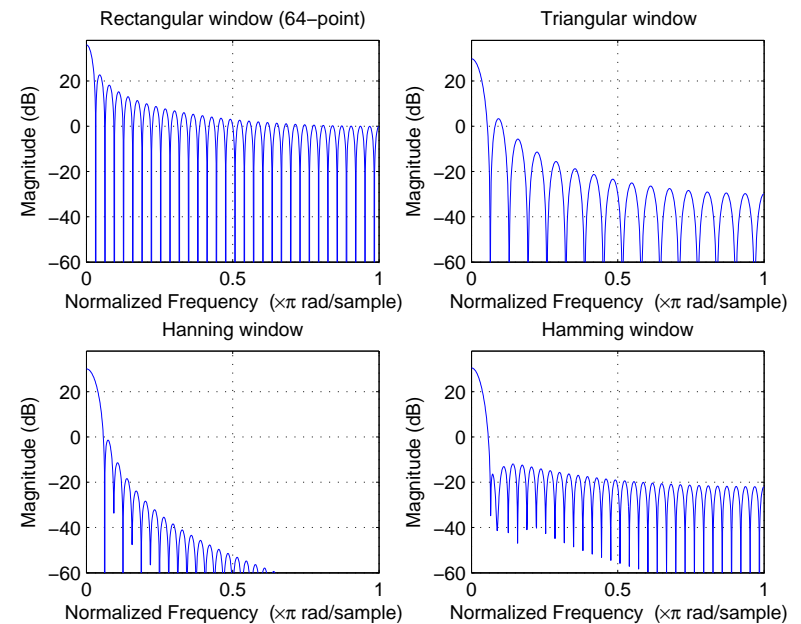 Rectangular window (64−point)
20
0
−20
−40
−60
Magnitude (dB)
0
0.5
1
Normalized Frequency (×π rad/sample)
Triangular window
20
0
−20
−40
−60
Magnitude (dB)
0
0.5
1
Normalized Frequency (×π rad/sample)
Hanning window
20
0
−20
−40
−60
Magnitude (dB)
0
0.5
1
Normalized Frequency (×π rad/sample)
Hamming window
20
0
−20
−40
−60
Magnitude (dB)
0
0.5
1
Normalized Frequency (×π rad/sample)